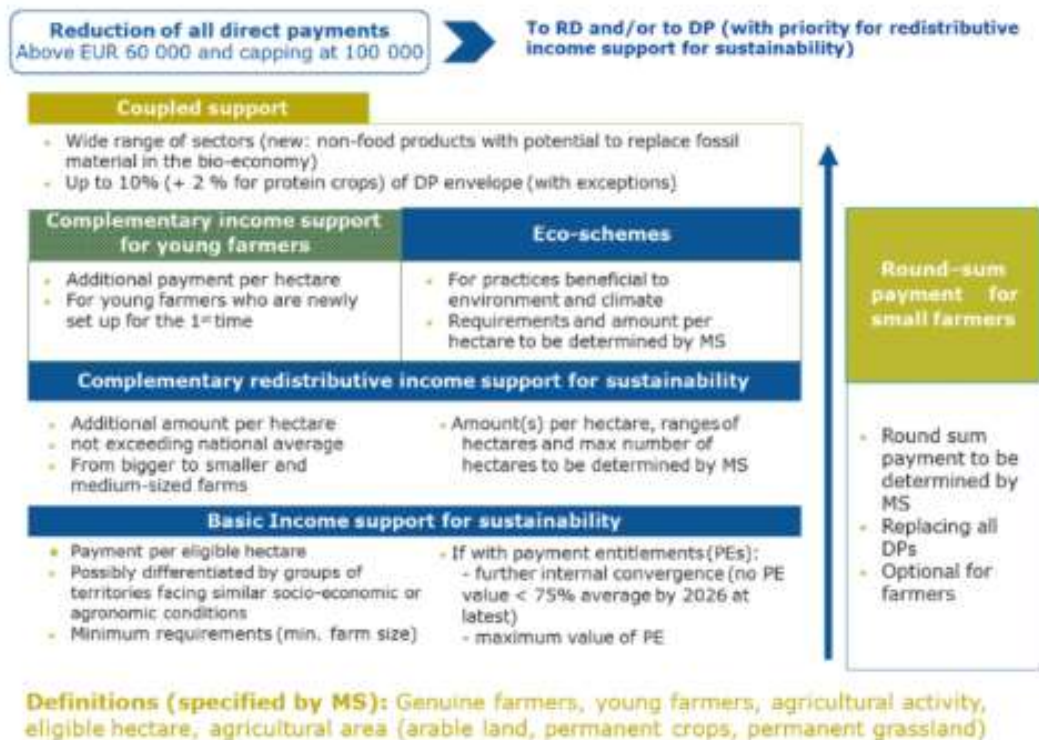 Reduction of all direct payments
Above EUR 60 000 and capping at 100 000
To RD and/or to DP (with priority for redistributive
income support for sustainability)
Coupled support
• Wide range of sectors (new: non-food products with potential to replace fossil
material in the bio-economy)
• Up to 10% (+ 2 % for protein crops) of DP envelope (with exceptions)
Complementary income support
for young farmers
• Additional payment per hectare
• For young farmers who are newly
set up for the 1st time
Eco-schemes
• For practices beneficial to
environment and climate
• Requirements and amount per
hectare to be determined by MS
Complementary redistributive income support for sustainability
• Additional amount per hectare
• not exceeding national average
• From bigger to smaller and
medium-sized farms
• Amount(s) per hectare, ranges of
hectares and max number of
hectares to be determined by MS
Basic Income support for sustainability
• Payment per eligible hectare
• Possibly differentiated by groups of
territories facing similar socio-economic or
agronomic conditions
• Minimum requirements (min. farm size)
• If with payment entitlements (PEs):
- further internal convergence (no PE
value < 75% average by 2026 at
latest)
- maximum value of PE
Round-sum
payment for
small farmers
• Round sum
payment to be
determined by
MS
• Replacing all
DPs
• Optional for
farmers
Definitions (specified by MS): Genuine farmers, young farmers, agricultural activity,
eligible hectare, agricultural area (arable land, permanent crops, permanent grassland)